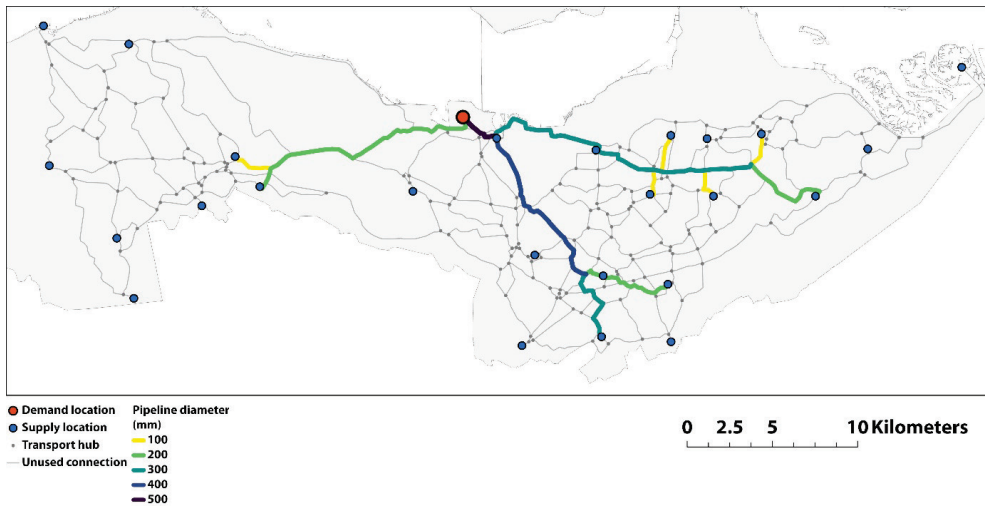 Demand location
Supply location
Transport hub
Unused connection
Pipeline diameter
(mm)
100
200
300
400
500
0 2.5 5 10 Kilometers